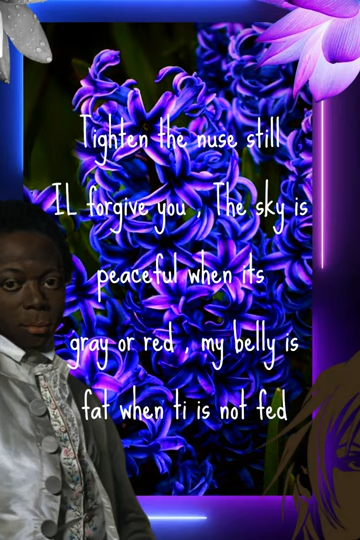 Tighten the nuse still
IL forgive you , The sky is
peaceful when its
gray or red , my belly is
fat when ti is not fed